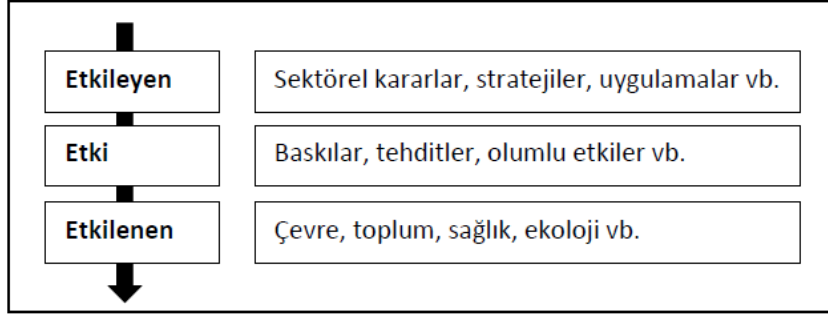 Etkileyen
Sektörel kararlar, stratejiler, uygulamalar vb.
Etki
Baskılar, tehditler, olumlu etkiler vb.
Etkilenen
Çevre, toplum, sağlık, ekoloji vb.